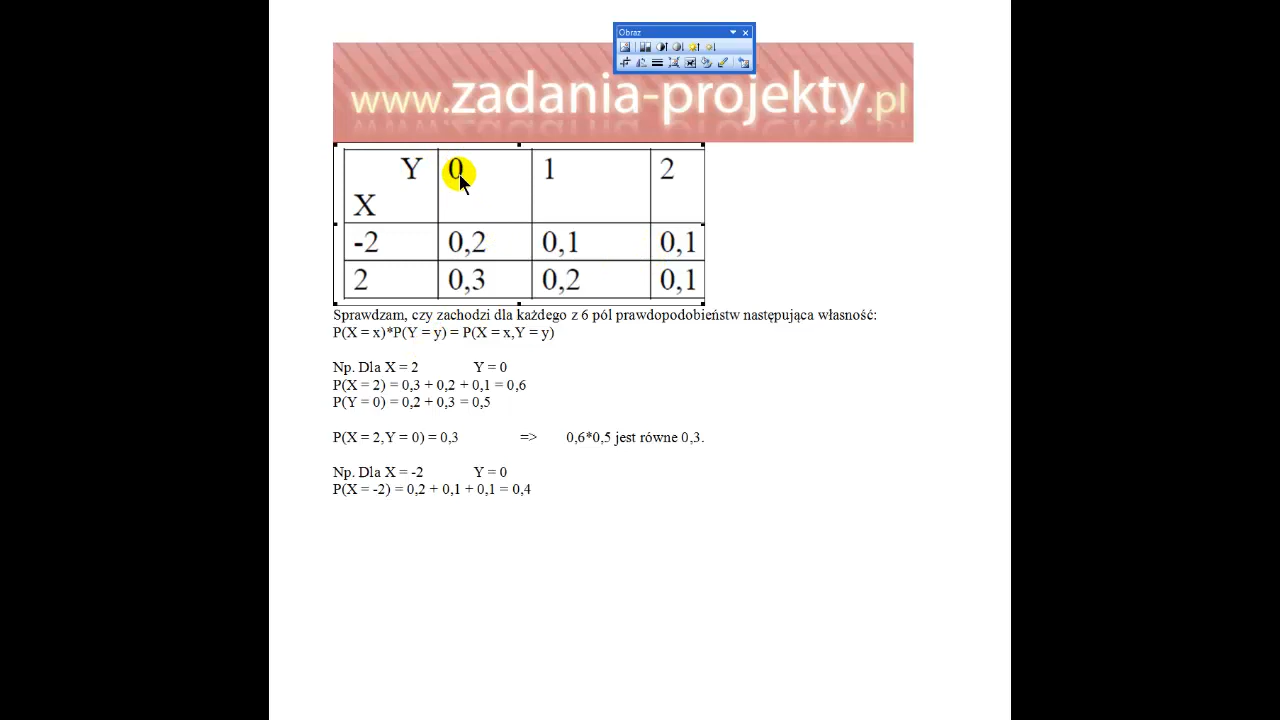 Obraz
www.zadania-projekty.pl
Y 0 1 2
X
-2 0,2 0,1 0,1
2 0,3 0,2 0,1
Sprawdzam, czy zachodzi dla każdego z 6 pól prawdopodobieństw następująca własność:
P(X = x)*P(Y = y) = P(X = x,Y = y)
Np. Dla X = 2 Y = 0
P(X = 2) = 0,3 + 0,2 + 0,1 = 0,6
P(Y = 0) = 0,2 + 0,3 = 0,5
P(X = 2,Y = 0) = 0,3 => 0,6*0,5 jest równe 0,3.
Np. Dla X = -2 Y = 0
P(X = -2) = 0,2 + 0,1 + 0,1 = 0,4